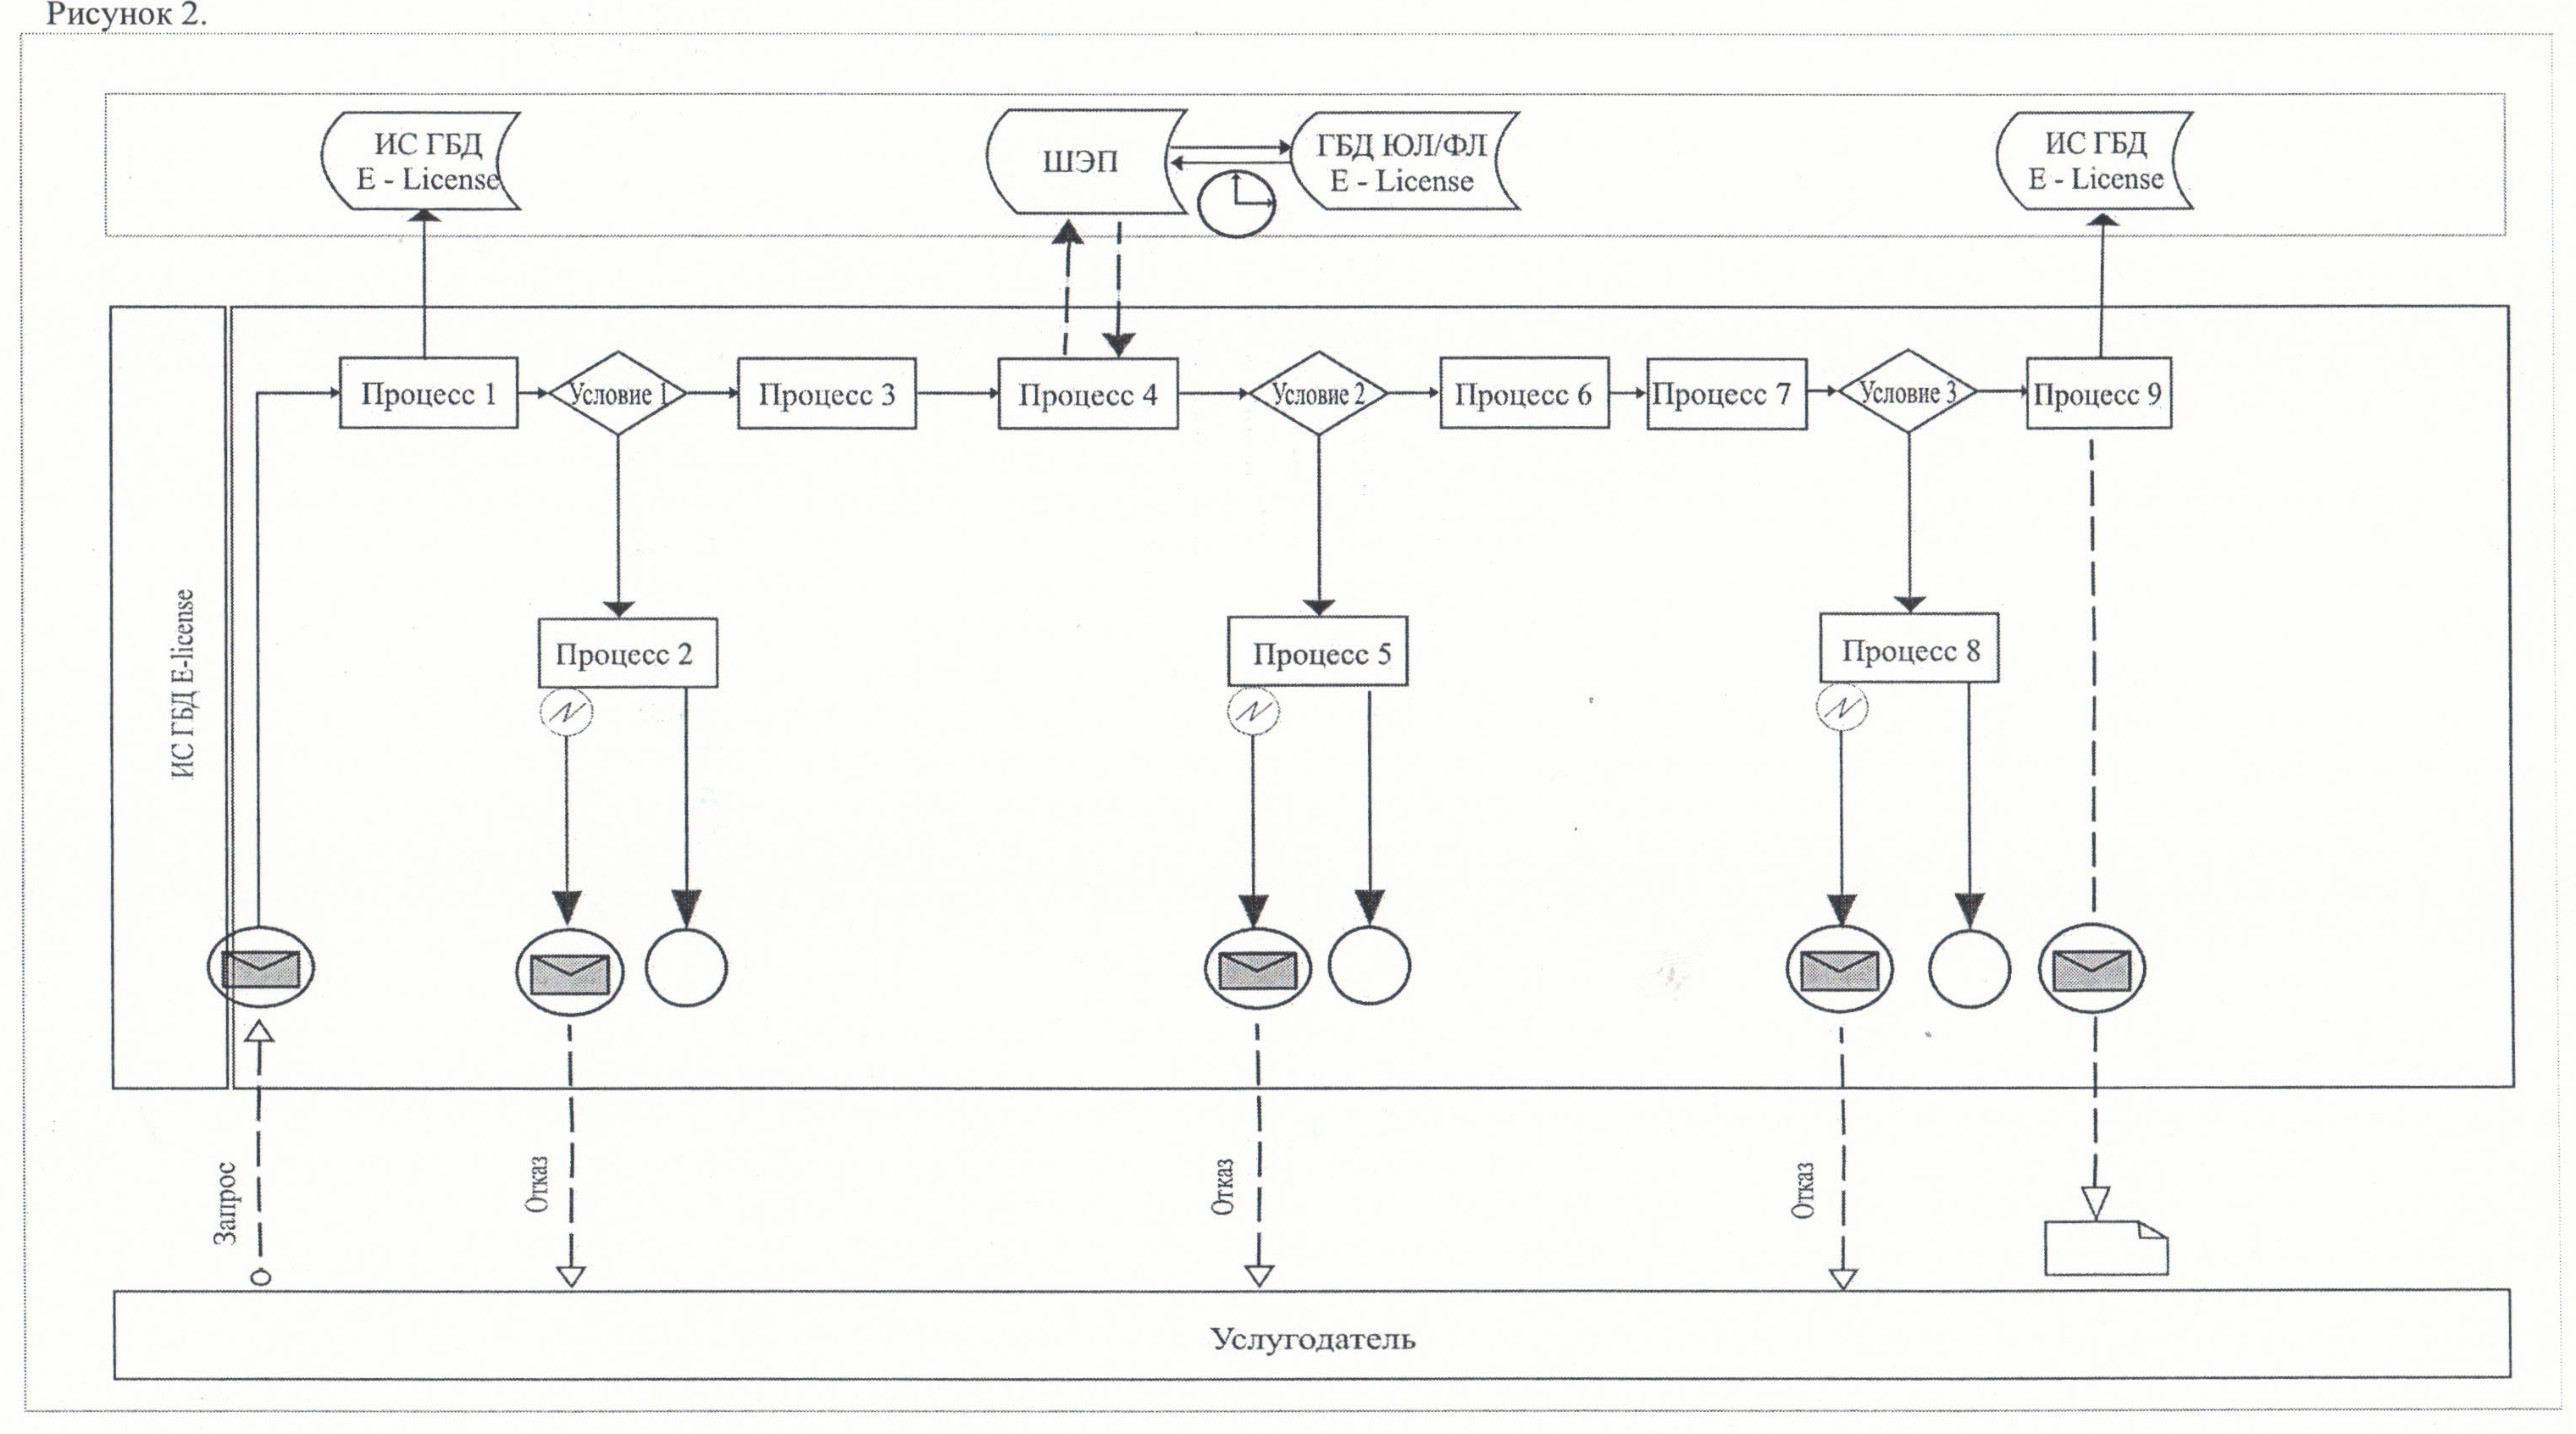 Рисунок 2.
ИС ГБД
E - License
ШЭП
ГБД ЮЛ/ФЛ
E - License
ИС ГБД
E - License
Процесс 1
Условие 1
Процесс 3
Процесс 4
Условие 2
Процесс 6
Процесс 7
Условие 3
Процесс 9
ИС ГБД E-license
Процесс 2
Процесс 5
Процесс 8
Запрос
Отказ
Отказ
Отказ
Услугодатель